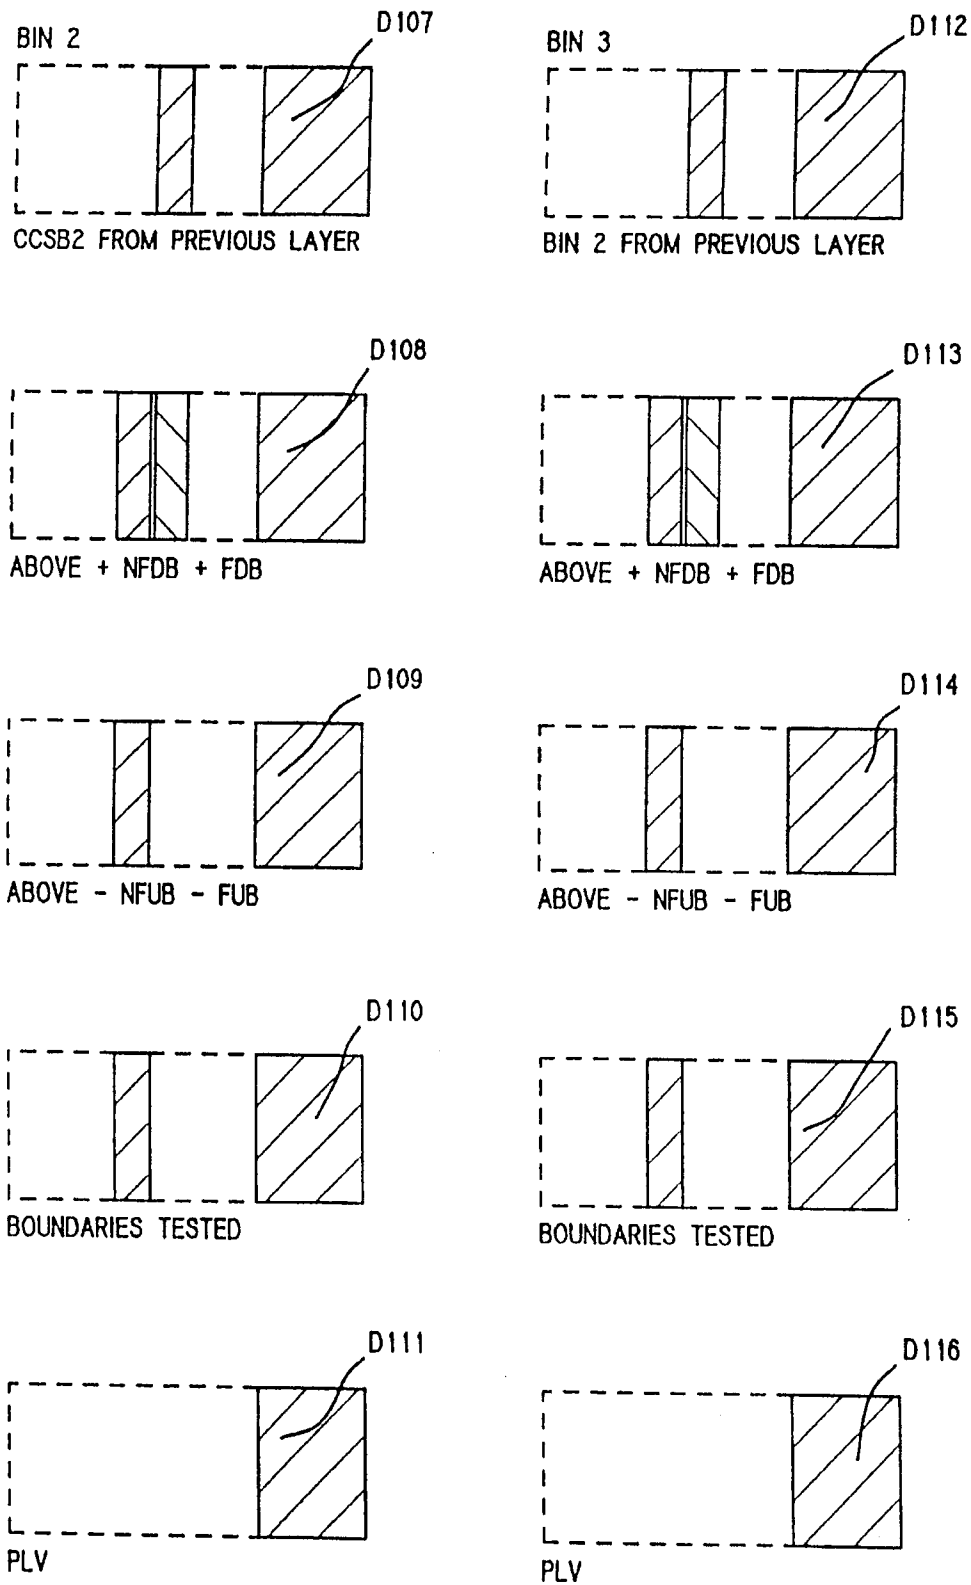 BIN 2
D107
CCSB2 FROM PREVIOUS LAYER
D108
ABOVE + NFDB + FDB
D109
ABOVE - NFUB - FUB
D110
BOUNDARIES TESTED
D111
PLV
BIN 3
D112
BIN 2 FROM PREVIOUS LAYER
D113
ABOVE + NFDB + FDB
D114
ABOVE - NFUB - FUB
D115
BOUNDARIES TESTED
D116
PLV